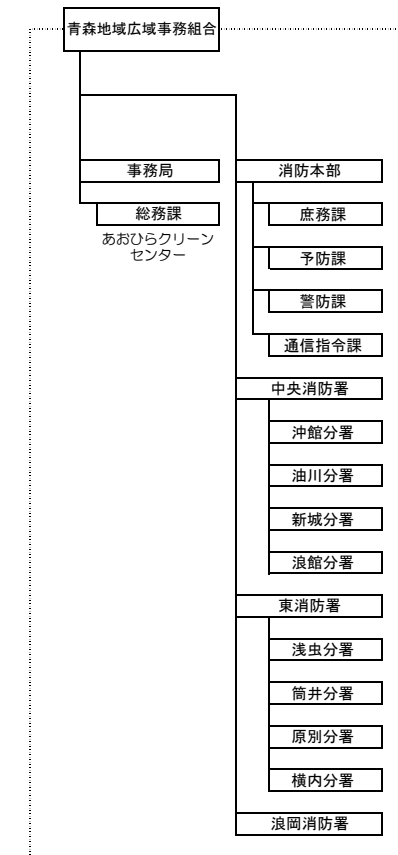 青森地域広域事務組合
事務局
総務課
あおひらクリーン
センター
消防本部
庶務課
予防課
警防課
通信指令課
中央消防署
沖館分署
油川分署
新城分署
浪館分署
東消防署
浅虫分署
筒井分署
原別分署
横内分署
浪岡消防署